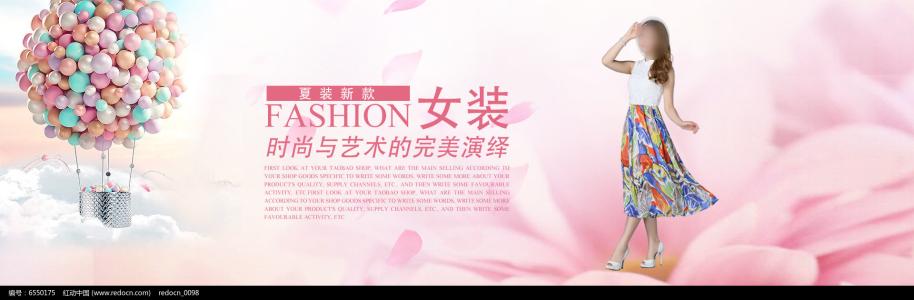 夏装新款
FASHION 女装
时尚与艺术的完美演绎
FIRST LOOK AT YOUR TAOBAO SHOP, WHAT ARE THE MAIN SELLING ACCORDING TO
YOUR SHOP GOODS SPECIFIC TO WRITE SOME WORDS, WRITE SOME MORE ABOUT YOUR
PRODUCT'S QUALITY, SUPPLY CHANNELS, ETC., AND THEN WRITE SOME FAVOURABLE
ACTIVITY, ETC.FIRST LOOK AT YOUR TAOBAO SHOP, WHAT ARE THE MAIN SELLING
ACCORDING TO YOUR SHOP GOODS SPECIFIC TO WRITE SOME WORDS, WRITE SOME MORE
ABOUT YOUR PRODUCT'S QUALITY, SUPPLY CHANNELS, ETC., AND THEN WRITE SOME
FAVOURABLE ACTIVITY, ETC
编号：6550175 红动中国 (www.redocn.com) redocn_0098